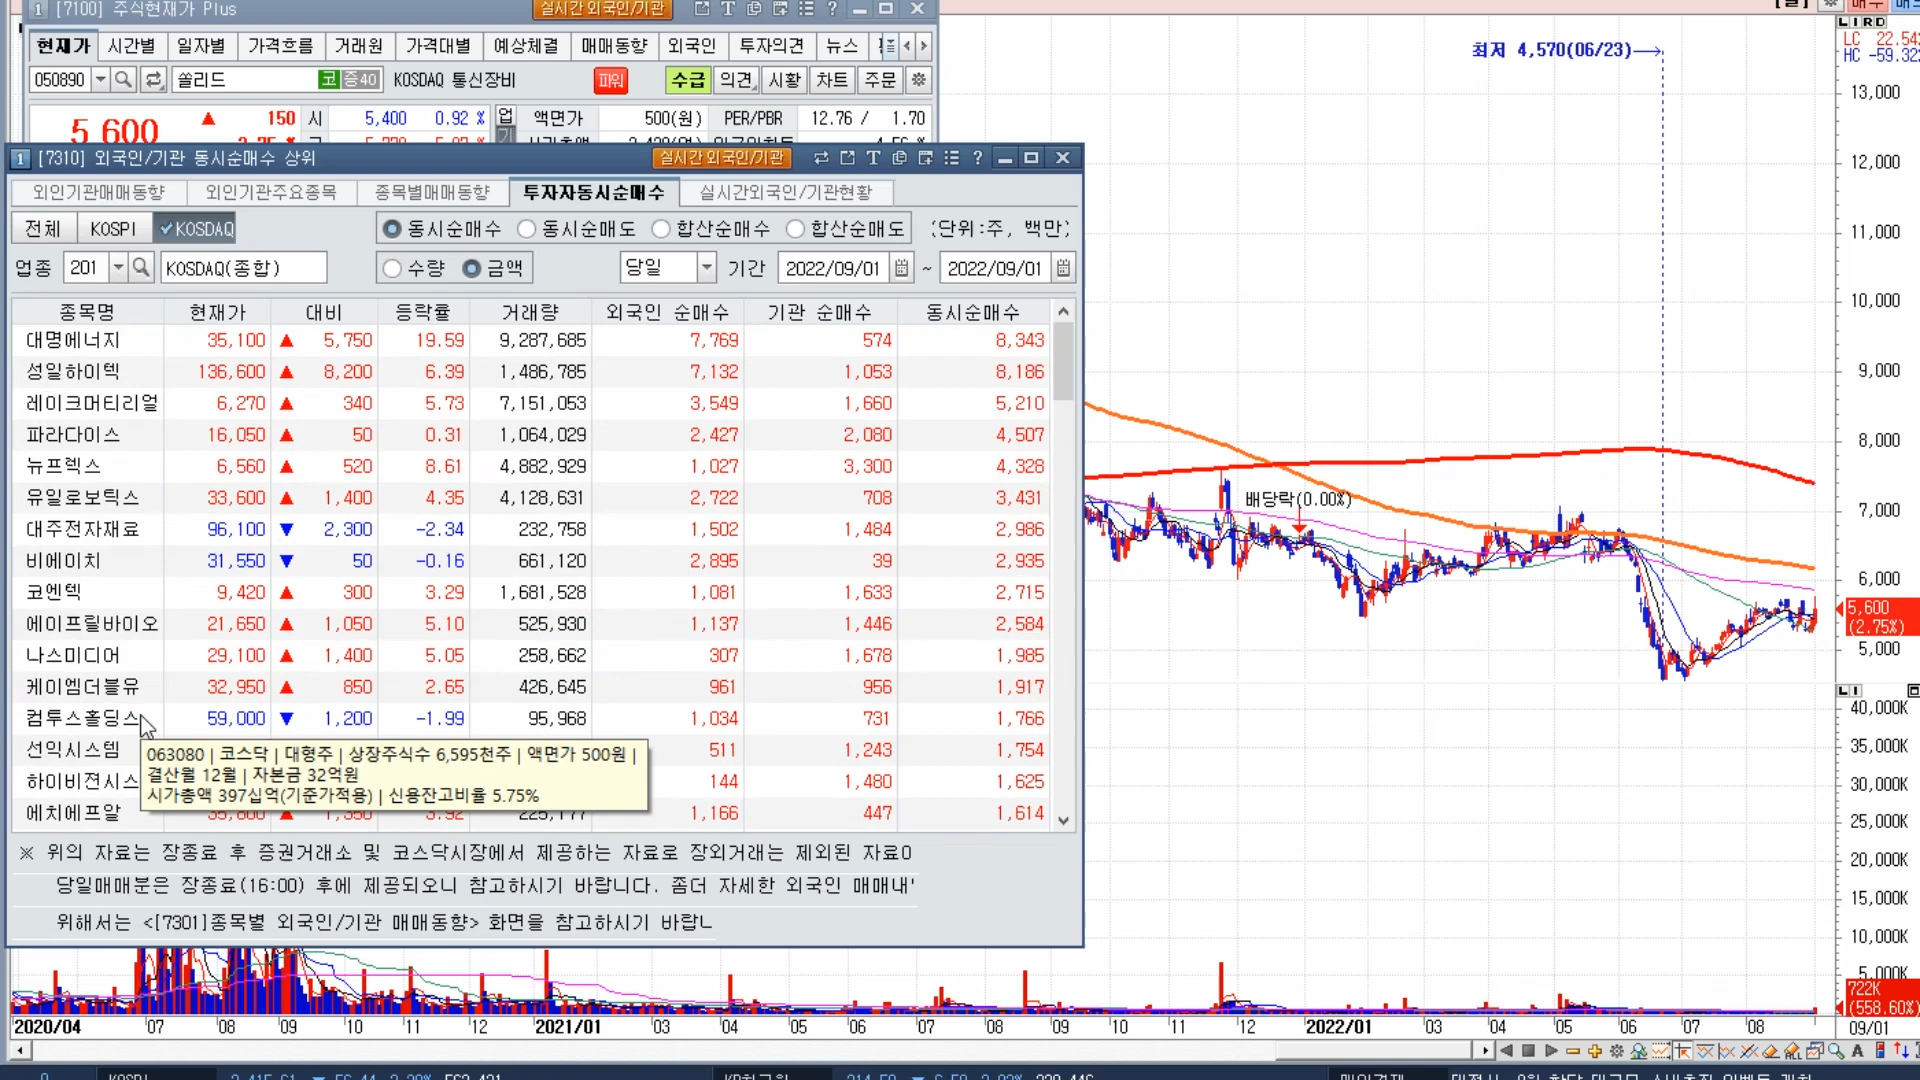 1 [7100] 주식현재가 Plus 실시간 외국인/기관
현재가 시간별 일자별 가격흐름 거래원 가격대별 예상체결 매매동향 외국인 투자의견 뉴스
050890 쏠리드 코 증40 KOSDAQ 통신장비 파워 수급 의견 시황 차트 주문
5,600 ▲ 150 시 5,400 0.92 % 업 액면가 500(원) PER/PBR 12.76 / 1.70
1 [7310] 외국인/기관 동시순매수 상위 실시간 외국인/기관
외인기관매매동향 외인기관주요종목 종목별매매동향 투자자동시순매수 실시간외국인/기관현황
전체 KOSPI KOSDAQ 동시순매수 동시순매도 합산순매수 합산순매도 (단위:주, 백만)
업종 201 KOSDAQ(종합) 수량 금액 당일 기간 2022/09/01 ~ 2022/09/01
종목명 현재가 대비 등락률 거래량 외국인 순매수 기관 순매수 동시순매수
대명에너지 35,100 ▲ 5,750 19.59 9,287,685 7,769 574 8,343
성일하이텍 136,600 ▲ 8,200 6.39 1,486,785 7,132 1,053 8,186
레이크머티리얼 6,270 ▲ 340 5.73 7,151,053 3,549 1,660 5,210
파라다이스 16,050 ▲ 50 0.31 1,064,029 2,427 2,080 4,507
뉴프렉스 6,560 ▲ 520 8.61 4,882,929 1,027 3,300 4,328
유일로보틱스 33,600 ▲ 1,400 4.35 4,128,631 2,722 708 3,431
대주전자재료 96,100 ▼ 2,300 -2.34 232,758 1,502 1,484 2,986
비에이치 31,550 ▼ 50 -0.16 661,120 2,895 39 2,935
코엔텍 9,420 ▲ 300 3.29 1,681,528 1,081 1,633 2,715
에이프릴바이오 21,650 ▲ 1,050 5.10 525,930 1,137 1,446 2,584
나스미디어 29,100 ▲ 1,400 5.05 258,662 307 1,678 1,985
케이엠더블유 32,950 ▲ 850 2.65 426,645 961 956 1,917
컴투스홀딩스 59,000 ▼ 1,200 -1.99 95,968 1,034 731 1,766
선익시스템 511 1,243 1,754
하이비젼시스 144 1,480 1,625
에치에프알 1,166 447 1,614
063080 | 코스닥 | 대형주 | 상장주식수 6,595천주 | 액면가 500원 |
결산월 12월 | 자본금 32억원
시가총액 397십억(기준가적용) | 신용잔고비율 5.75%
※ 위의 자료는 장종료 후 증권거래소 및 코스닥시장에서 제공하는 자료로 장외거래는 제외된 자료
당일매매분은 장종료(16:00) 후에 제공되오니 참고하시기 바랍니다. 좀더 자세한 외국인 매매내
위해서는 <[7301]종목별 외국인/기관 매매동향> 화면을 참고하시기 바랍
L I R D
LC 22.54
HC -59.32
최저 4,570(06/23)
배당락(0.00%)
13,000
12,000
11,000
10,000
9,000
8,000
7,000
6,000
5,600
(2.75%)
5,000
L I
40,000K
35,000K
30,000K
25,000K
20,000K
15,000K
10,000K
5,000K
722K
(558.60%)
2020/04 07 08 09 10 11 12 2021/01 03 04 05 06 07 08 09 10 11 12 2022/01 03 04 05 06 07 08 09/01